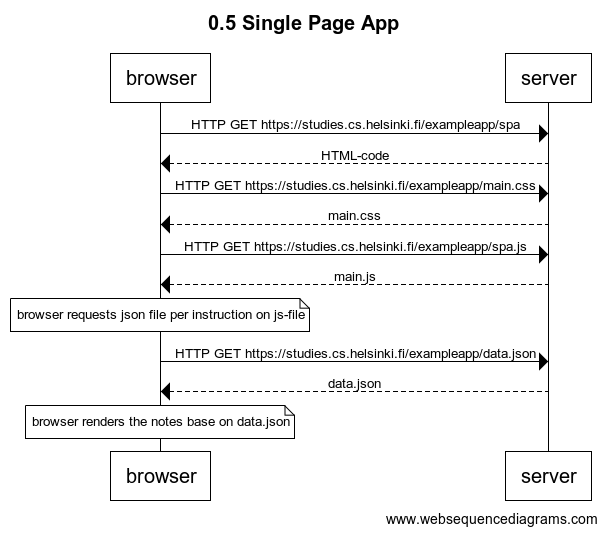 0.5 Single Page App
browser
server
HTTP GET https://studies.cs.helsinki.fi/exampleapp/spa
HTML-code
HTTP GET https://studies.cs.helsinki.fi/exampleapp/main.css
main.css
HTTP GET https://studies.cs.helsinki.fi/exampleapp/spa.js
main.js
browser requests json file per instruction on js-file
HTTP GET https://studies.cs.helsinki.fi/exampleapp/data.json
data.json
browser renders the notes base on data.json
browser
server
www.websequencediagrams.com